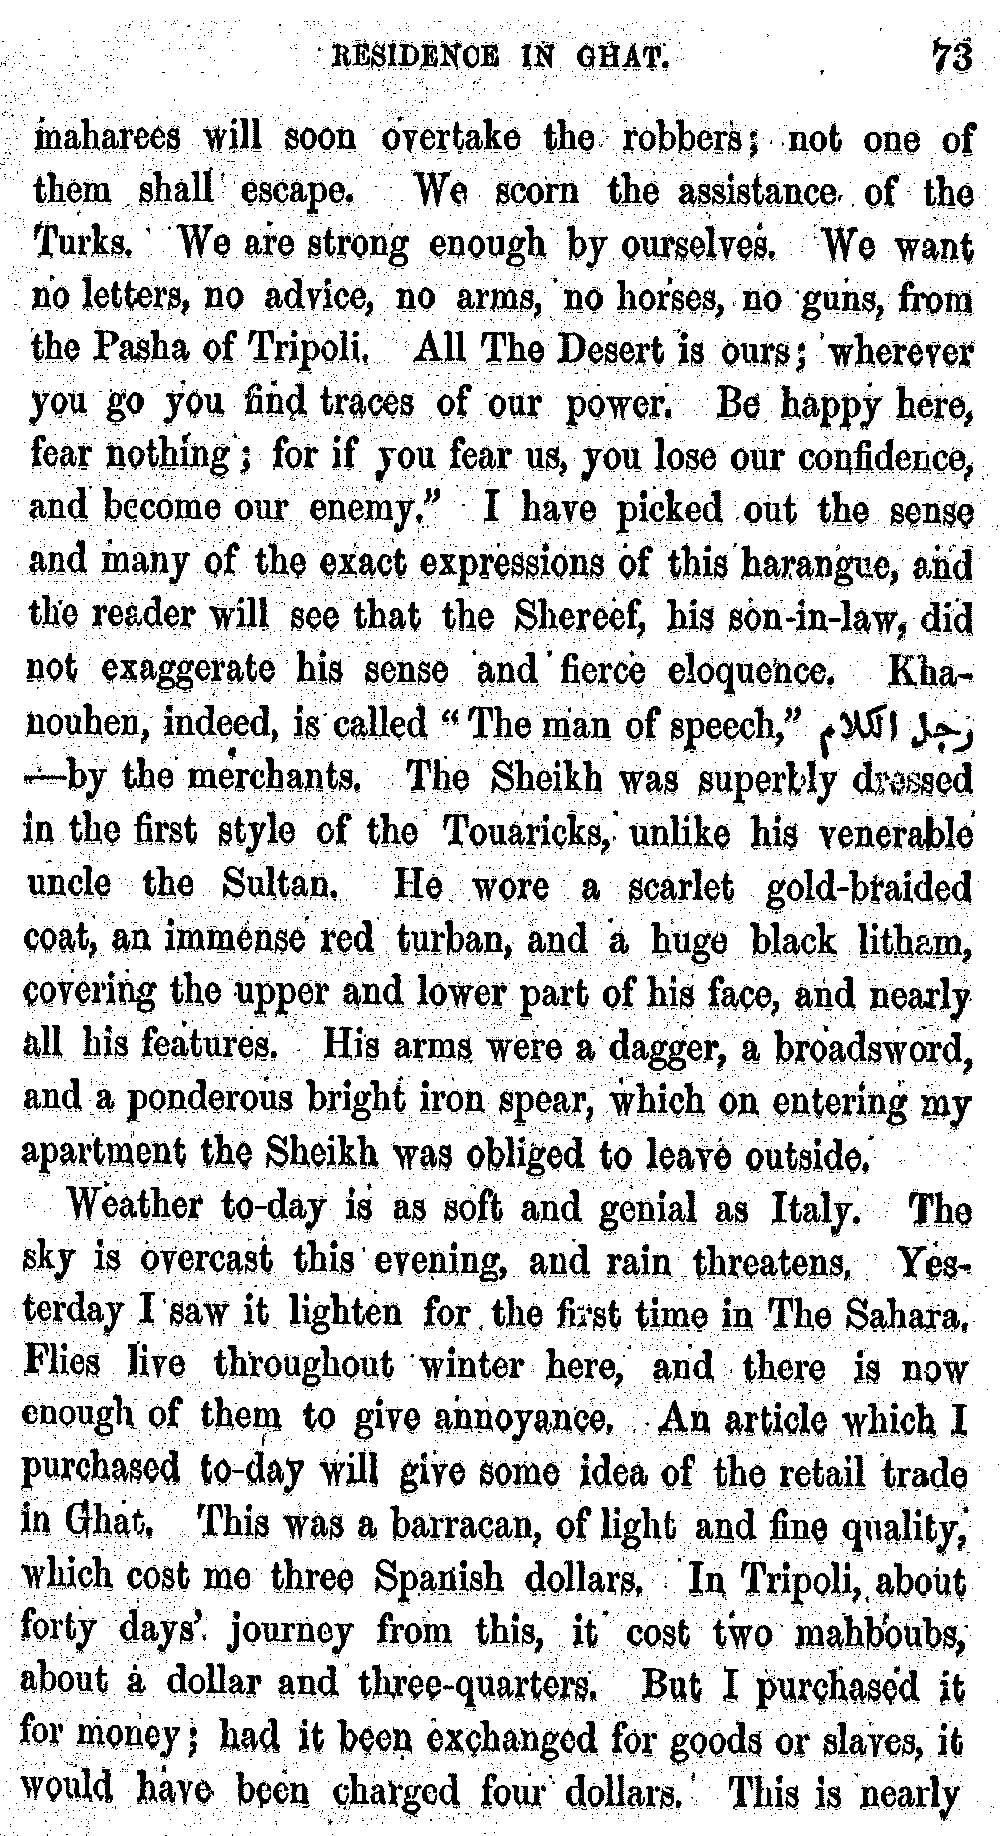 RESIDENCE IN GHAT. 73
maharees will soon overtake the robbers; not one of
them shall escape. We scorn the assistance of the
Turks. We are strong enough by ourselves. We want
no letters, no advice, no arms, no horses, no guns, from
the Pasha of Tripoli. All The Desert is ours; wherever
you go you find traces of our power. Be happy here,
fear nothing; for if you fear us, you lose our confidence,
and become our enemy." I have picked out the sense
and many of the exact expressions of this harangue, and
the reader will see that the Shereef, his son-in-law, did
not exaggerate his sense and fierce eloquence. Kha-
nouhen, indeed, is called "The man of speech," رجل الكلام
—by the merchants. The Sheikh was superbly dressed
in the first style of the Touaricks, unlike his venerable
uncle the Sultan. He wore a scarlet gold-braided
coat, an immense red turban, and a huge black litham,
covering the upper and lower part of his face, and nearly
all his features. His arms were a dagger, a broadsword,
and a ponderous bright iron spear, which on entering my
apartment the Sheikh was obliged to leave outside.
Weather to-day is as soft and genial as Italy. The
sky is overcast this evening, and rain threatens. Yes-
terday I saw it lighten for the first time in The Sahara.
Flies live throughout winter here, and there is now
enough of them to give annoyance. An article which I
purchased to-day will give some idea of the retail trade
in Ghat. This was a barracan, of light and fine quality,
which cost me three Spanish dollars. In Tripoli, about
forty days' journey from this, it cost two mahboubs,
about a dollar and three-quarters. But I purchased it
for money; had it been exchanged for goods or slaves, it
would have been charged four dollars. This is nearly